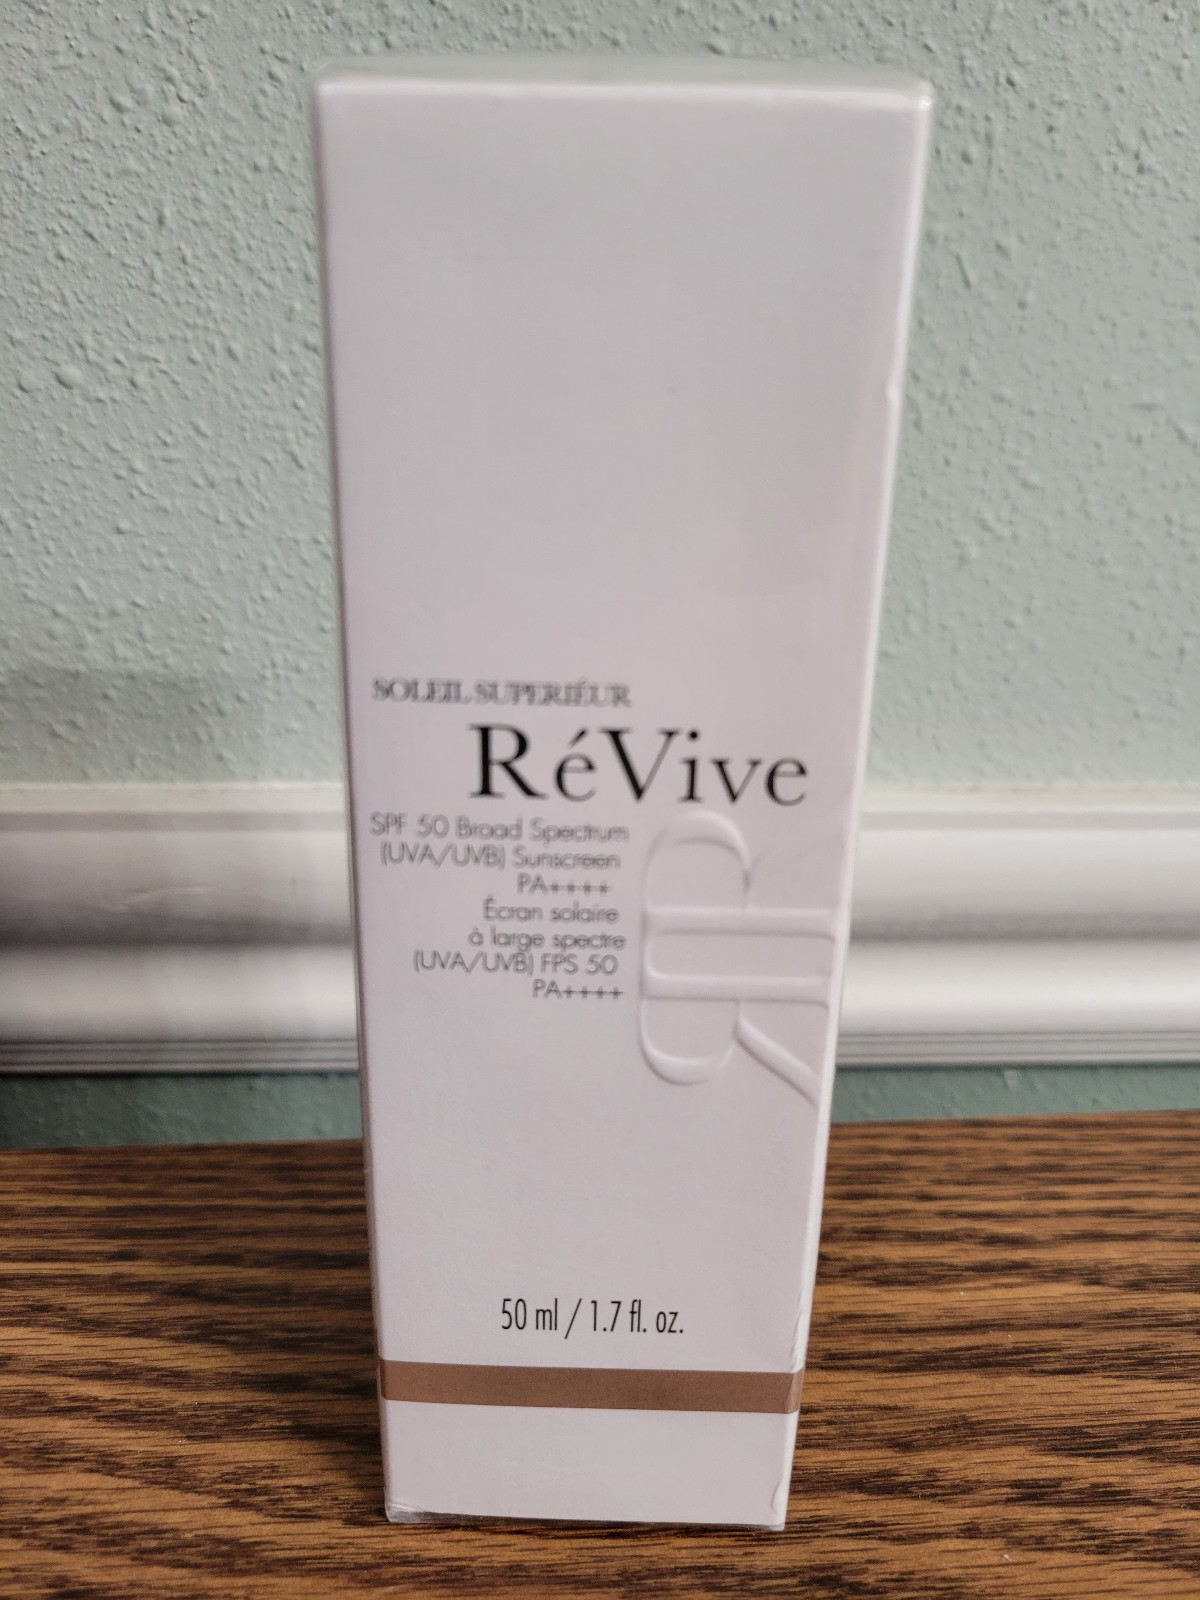 SOLEIL SUPERIÉUR
RéVive
SPF 50 Broad Spectrum
(UVA/UVB) Sunscreen
PA++++
Écran solaire
à large spectre
(UVA/UVB) FPS 50
PA++++
50 ml / 1.7 fl. oz.